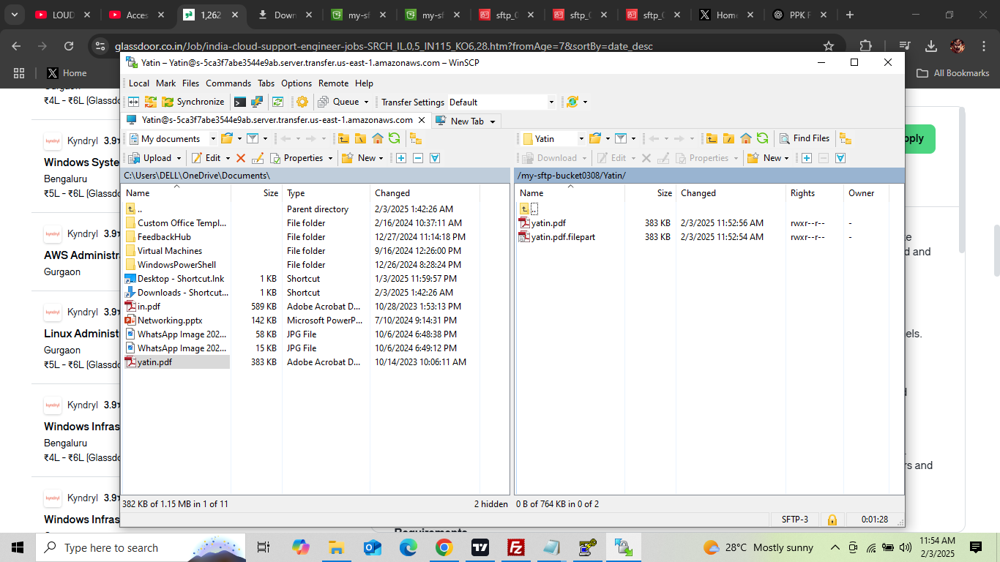 LOUD
Acces
1,262
Down
my-sf
my-sf
sftp_0
sftp_0
sftp_0
Home
PPK F
glassdoor.co.in/Job/india-cloud-support-engineer-jobs-SRCH_IL.0,5_IN115_KO6,28.htm?fromAge=7&sortBy=date_desc
Home
All Bookmarks
Yatin – Yatin@s-5ca3f7abe3544e9ab.server.transfer.us-east-1.amazonaws.com – WinSCP
Local Mark Files Commands Tabs Options Remote Help
Synchronize Queue Transfer Settings Default
Yatin@s-5ca3f7abe3544e9ab.server.transfer.us-east-1.amazonaws.com New Tab
My documents
Upload Edit Properties New
C:\Users\DELL\OneDrive\Documents\
Name Size Type Changed
.. Parent directory 2/3/2025 1:42:26 AM
Custom Office Templ... File folder 2/16/2024 10:37:11 AM
FeedbackHub File folder 12/27/2024 11:14:18 PM
Virtual Machines File folder 9/16/2024 12:26:00 PM
WindowsPowerShell File folder 12/26/2024 8:28:24 PM
Desktop - Shortcut.lnk 1 KB Shortcut 1/3/2025 11:59:57 PM
Downloads - Shortcut... 1 KB Shortcut 2/3/2025 1:42:26 AM
in.pdf 589 KB Adobe Acrobat D... 10/28/2023 1:53:13 PM
Networking.pptx 142 KB Microsoft PowerP... 7/10/2024 9:14:31 PM
WhatsApp Image 202... 58 KB JPG File 10/6/2024 6:48:38 PM
WhatsApp Image 202... 15 KB JPG File 10/6/2024 6:49:12 PM
yatin.pdf 383 KB Adobe Acrobat D... 10/14/2023 10:06:11 AM
382 KB of 1.15 MB in 1 of 11 2 hidden
Yatin Find Files
Download Edit Properties New
/my-sftp-bucket0308/Yatin/
Name Size Changed Rights Owner
..
yatin.pdf 383 KB 2/3/2025 11:52:56 AM rwxr--r-- -
yatin.pdf.filepart 383 KB 2/3/2025 11:52:54 AM rwxr--r-- -
0 B of 764 KB in 0 of 2
SFTP-3 0:01:28
₹4L – ₹6L (Glassdo
Kyndryl 3.9★
Windows Syste
Bengaluru
₹5L – ₹6L (Glassdo
Kyndryl 3.9★
AWS Administra
Gurgaon
Kyndryl 3.9★
Linux Administ
Gurgaon
₹5L – ₹6L (Glassdo
Kyndryl 3.9★
Windows Infras
Bengaluru
₹4L – ₹6L (Glassdo
Kyndryl 3.9★
Windows Infras
pply
d and
els.
rs and
Requirements
Type here to search
28°C Mostly sunny
11:54 AM
2/3/2025